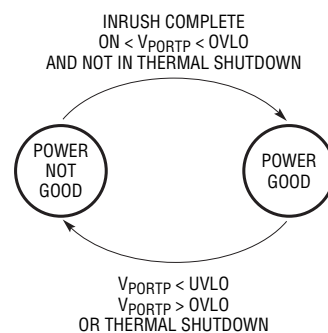 INRUSH COMPLETE
ON < VPORTP < OVLO
AND NOT IN THERMAL SHUTDOWN
POWER
NOT
GOOD
POWER
GOOD
VPORTP < UVLO
VPORTP > OVLO
OR THERMAL SHUTDOWN